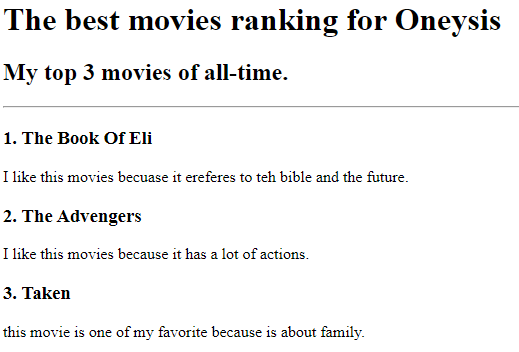 The best movies ranking for Oneysis
My top 3 movies of all-time.
1. The Book Of Eli
I like this movies becuase it ereferes to teh bible and the future.
2. The Advengers
I like this movies because it has a lot of actions.
3. Taken
this movie is one of my favorite because is about family.